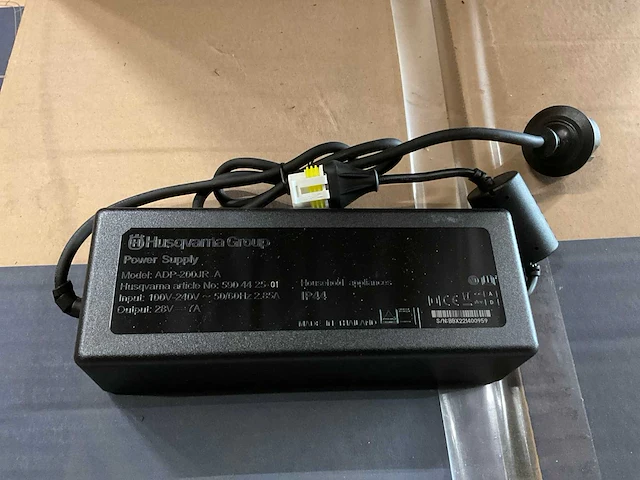 Husqvarna Group
Power Supply
Model: ADP-200JR A
Husqvarna article No: 590 44 25-01
Input: 100V-240V ~ 50/60Hz 2.85A
Output: 28V ⎓ 7A
Household appliances
IP44
MADE IN THAILAND